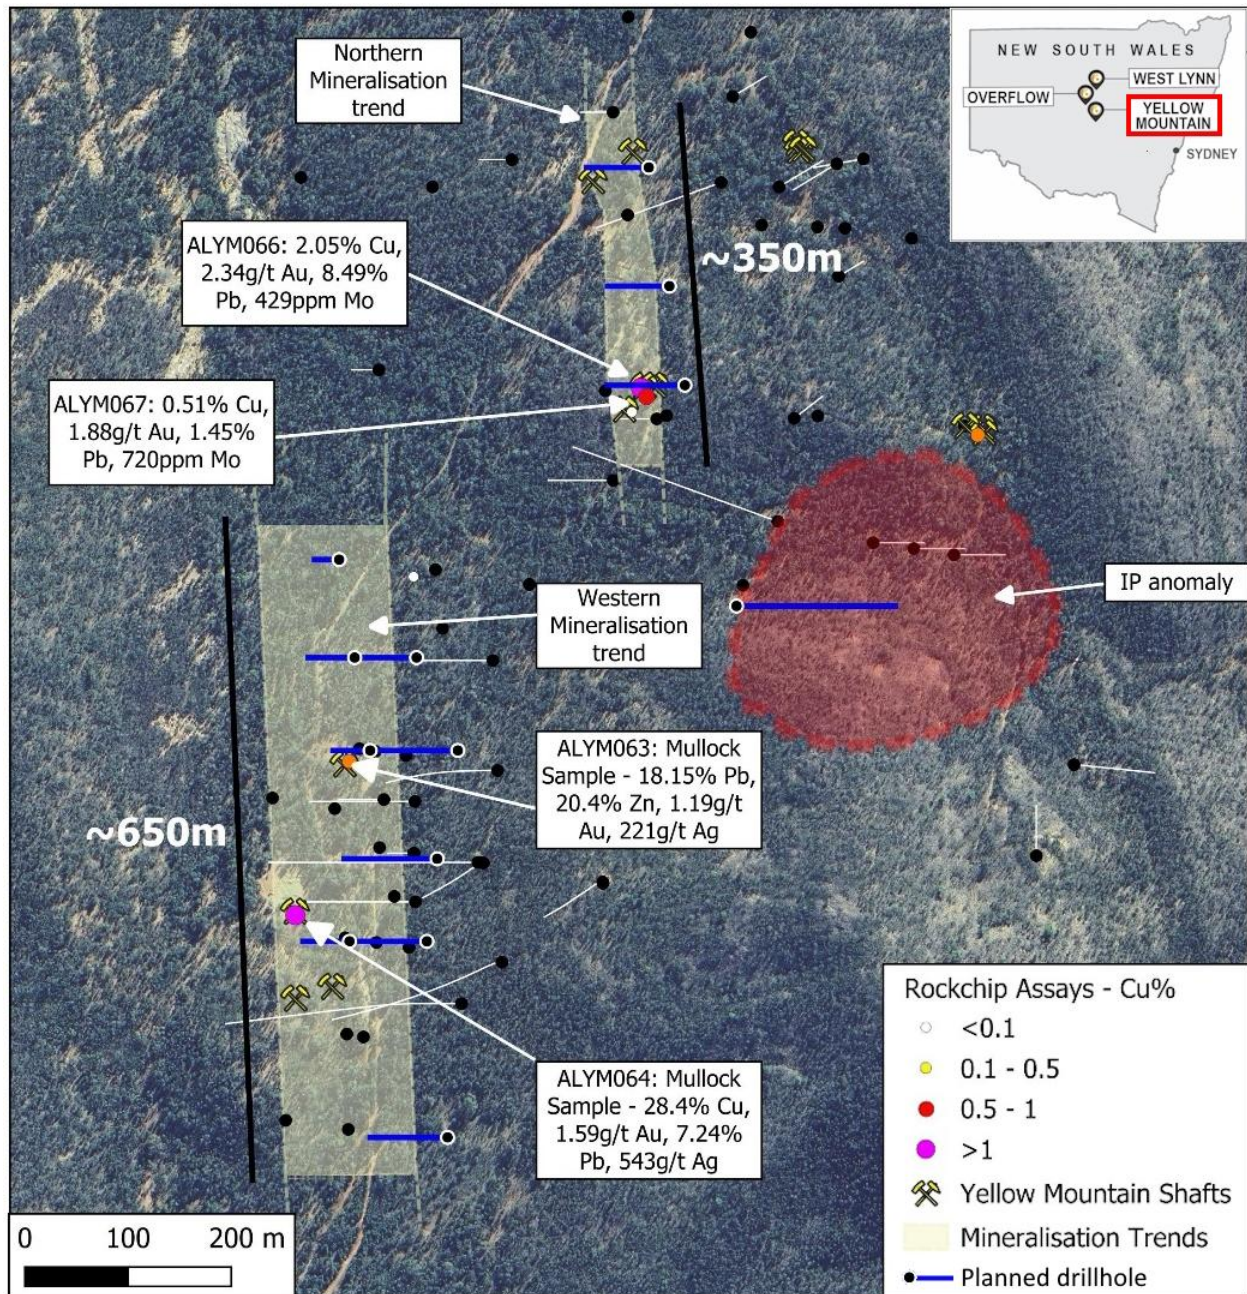 Northern
Mineralisation
trend
NEW SOUTH WALES
WEST LYNN
OVERFLOW
YELLOW
MOUNTAIN
SYDNEY
ALYM066: 2.05% Cu,
2.34g/t Au, 8.49%
Pb, 429ppm Mo
~350m
ALYM067: 0.51% Cu,
1.88g/t Au, 1.45%
Pb, 720ppm Mo
IP anomaly
Western
Mineralisation
trend
~650m
ALYM063: Mullock
Sample - 18.15% Pb,
20.4% Zn, 1.19g/t
Au, 221g/t Ag
ALYM064: Mullock
Sample - 28.4% Cu,
1.59g/t Au, 7.24%
Pb, 543g/t Ag
Rockchip Assays - Cu%
<0.1
0.1 - 0.5
0.5 - 1
>1
Yellow Mountain Shafts
Mineralisation Trends
Planned drillhole
0 100 200 m